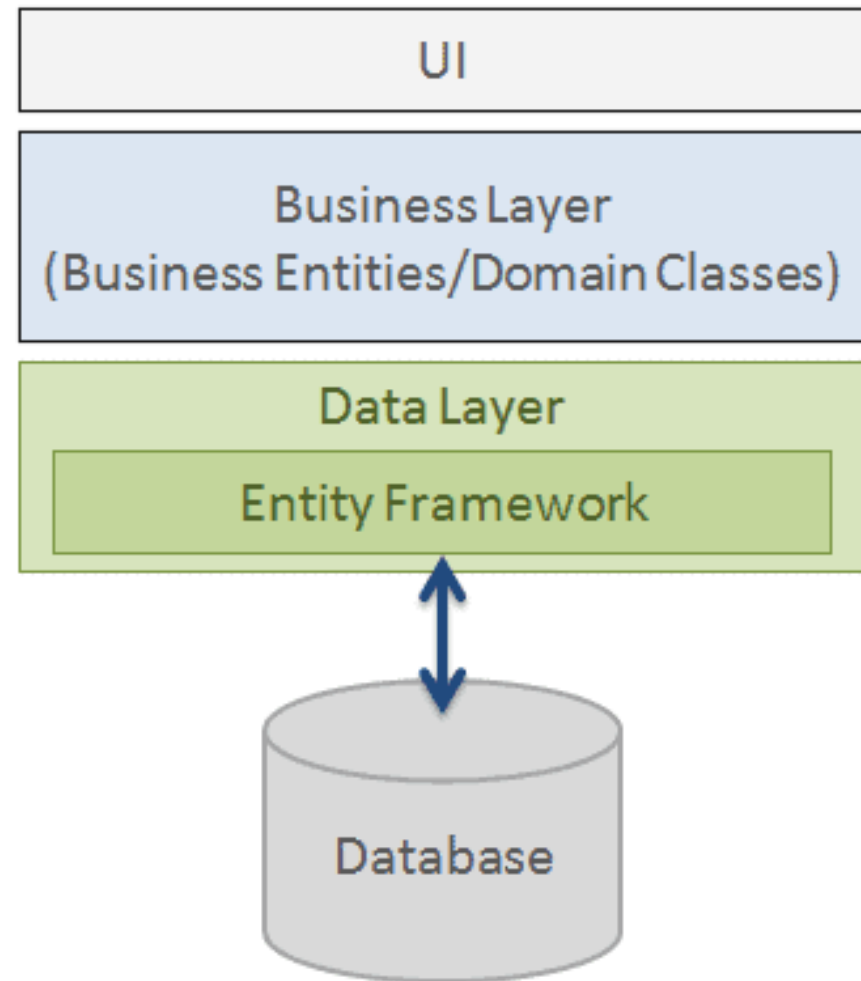 UI
Business Layer
(Business Entities/Domain Classes)
Data Layer
Entity Framework
Database